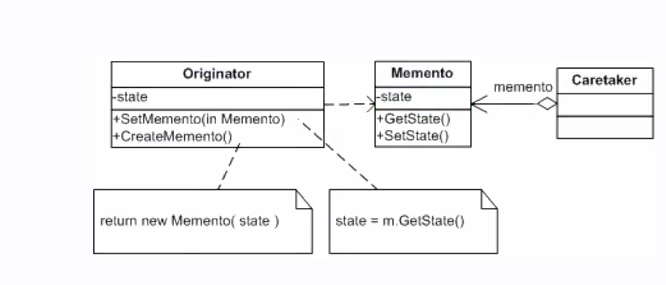 Originator
-state
+SetMemento(in Memento)
+CreateMemento()
Memento
-state
+GetState()
+SetState()
memento
Caretaker
return new Memento( state )
state = m.GetState()